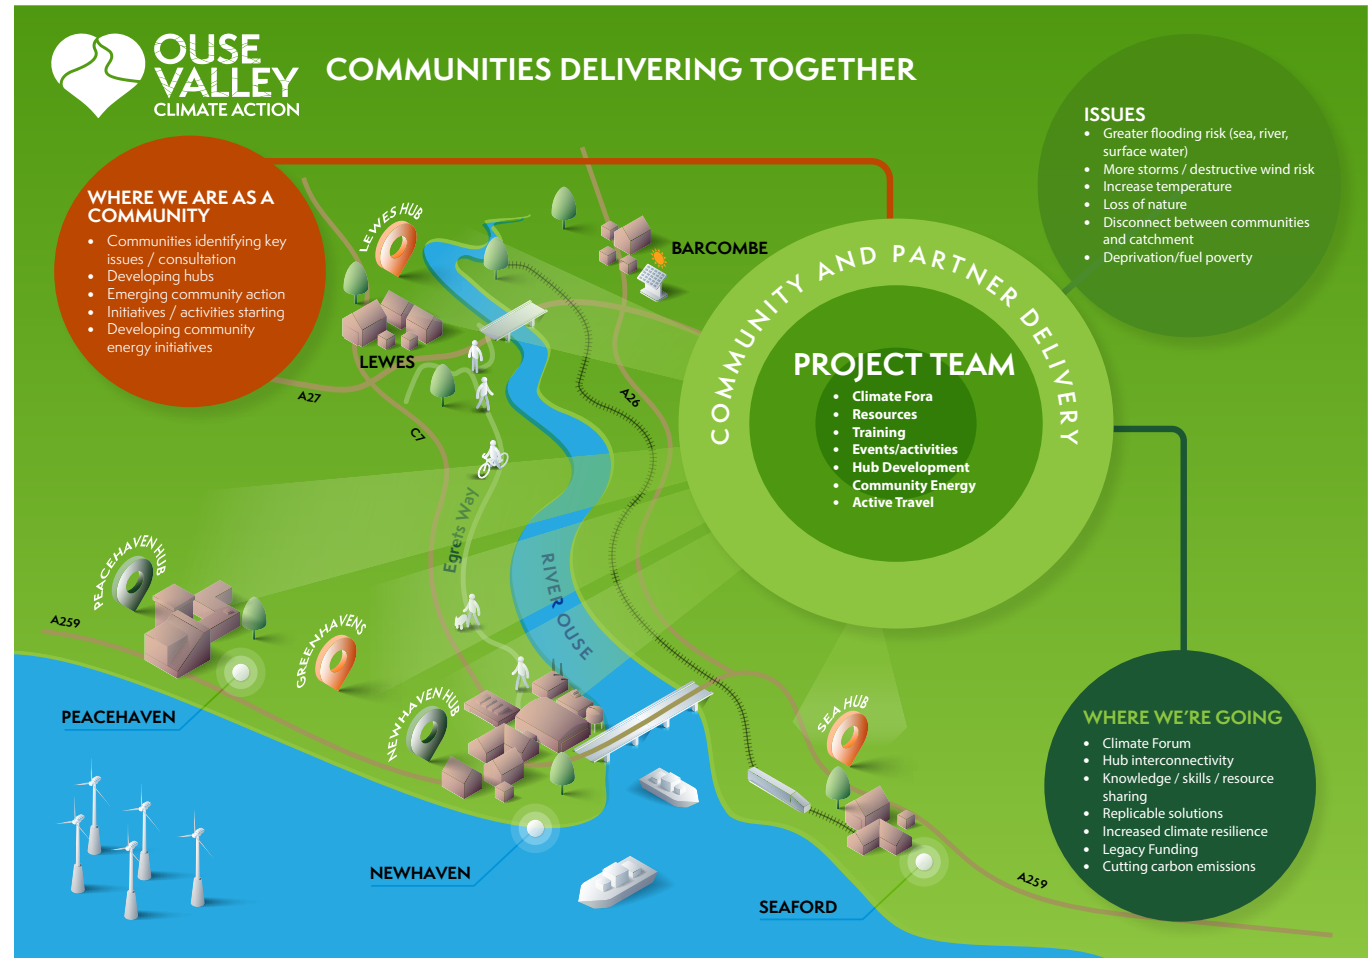 OUSE
VALLEY
CLIMATE ACTION
COMMUNITIES DELIVERING TOGETHER
ISSUES
• Greater flooding risk (sea, river,
surface water)
• More storms / destructive wind risk
• Increase temperature
• Loss of nature
• Disconnect between communities
and catchment
• Deprivation/fuel poverty
WHERE WE ARE AS A
COMMUNITY
• Communities identifying key
issues / consultation
• Developing hubs
• Emerging community action
• Initiatives / activities starting
• Developing community
energy initiatives
LEWES HUB
BARCOMBE
LEWES
A27
C7
A26
COMMUNITY AND PARTNER DELIVERY
PROJECT TEAM
• Climate Fora
• Resources
• Training
• Events/activities
• Hub Development
• Community Energy
• Active Travel
Egrets Way
RIVER OUSE
PEACEHAVEN HUB
A259
GREENHAVENS
PEACEHAVEN
NEWHAVEN HUB
SEA HUB
NEWHAVEN
SEAFORD
A259
WHERE WE'RE GOING
• Climate Forum
• Hub interconnectivity
• Knowledge / skills / resource
sharing
• Replicable solutions
• Increased climate resilience
• Legacy Funding
• Cutting carbon emissions